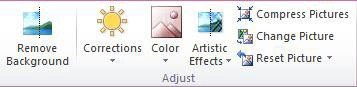 Remove
Background
Corrections
Color
Artistic
Effects
Compress Pictures
Change Picture
Reset Picture
Adjust